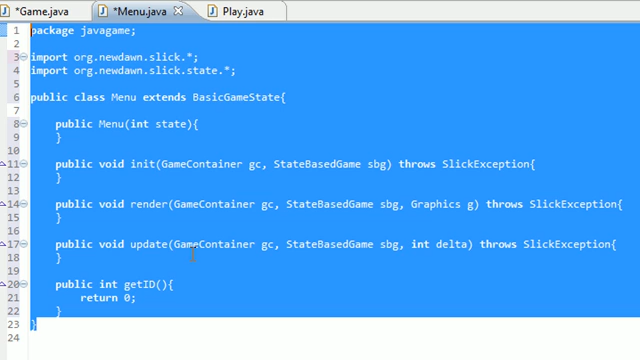 *Game.java *Menu.java Play.java
1 package javagame;
2
3 import org.newdawn.slick.*;
4 import org.newdawn.slick.state.*;
5
6 public class Menu extends BasicGameState{
7
8 public Menu(int state){
9 }
10
11 public void init(GameContainer gc, StateBasedGame sbg) throws SlickException{
12 }
13
14 public void render(GameContainer gc, StateBasedGame sbg, Graphics g) throws SlickException{
15 }
16
17 public void update(GameContainer gc, StateBasedGame sbg, int delta) throws SlickException{
18 }
19
20 public int getID(){
21 return 0;
22 }
23 }
24